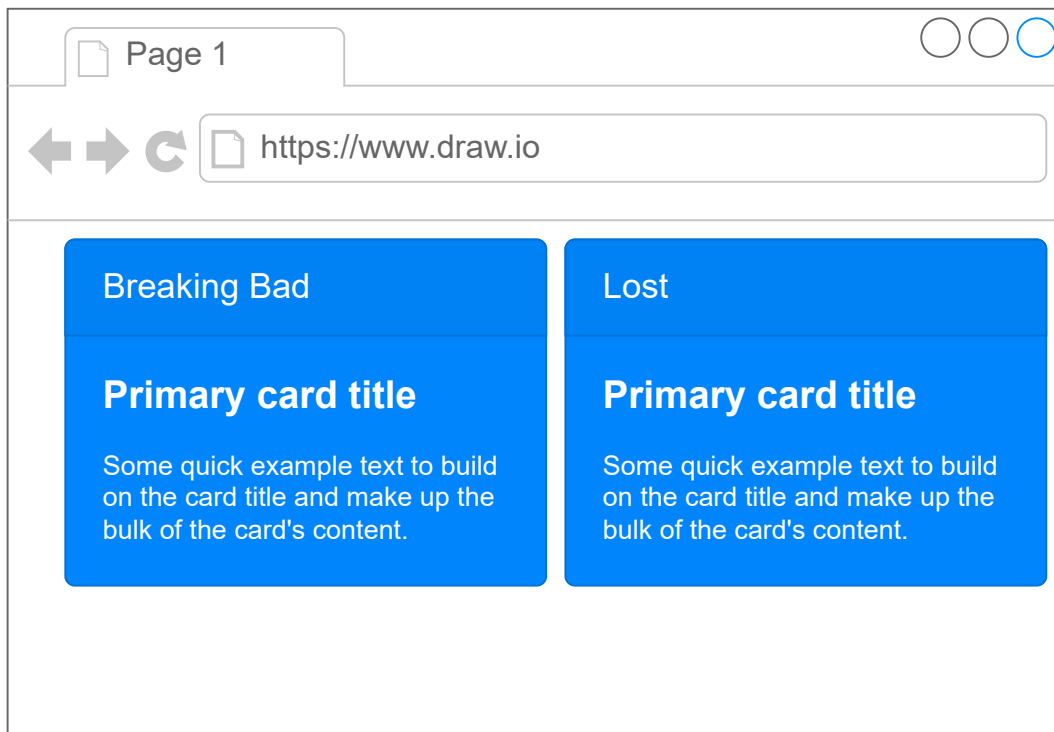 Page 1
https://www.draw.io
Breaking Bad
Primary card title
Some quick example text to build
on the card title and make up the
bulk of the card's content.
Lost
Primary card title
Some quick example text to build
on the card title and make up the
bulk of the card's content.